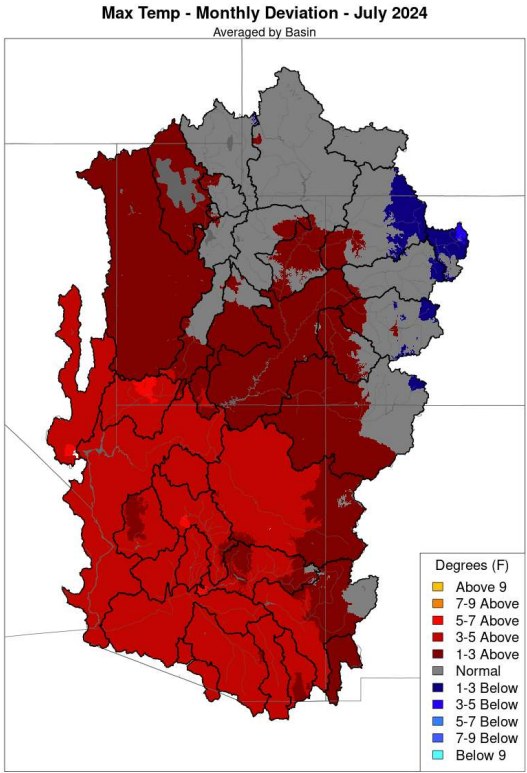 Max Temp - Monthly Deviation - July 2024
Averaged by Basin
Degrees (F)
Above 9
7-9 Above
5-7 Above
3-5 Above
1-3 Above
Normal
1-3 Below
3-5 Below
5-7 Below
7-9 Below
Below 9